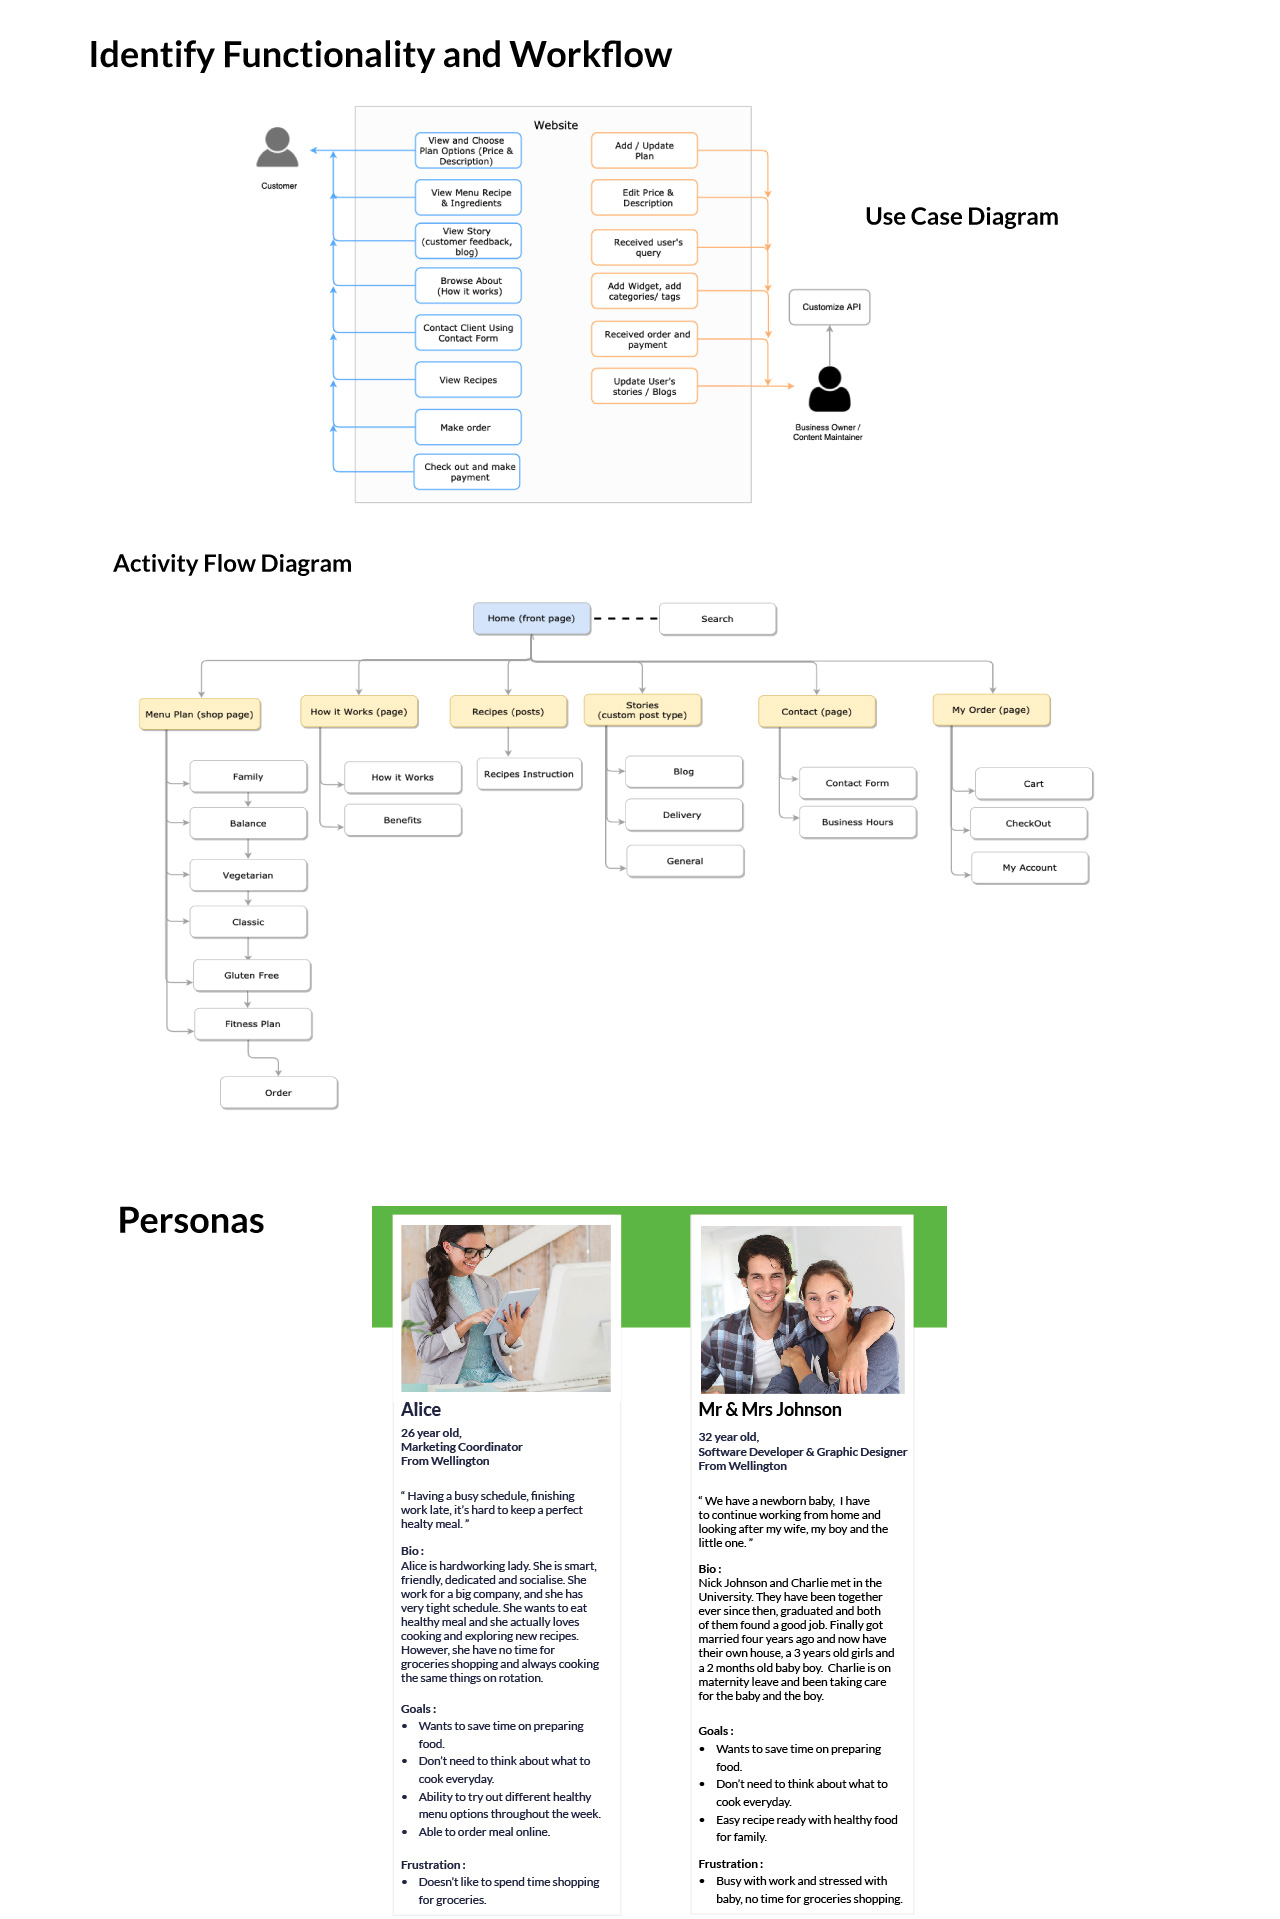 Identify Functionality and Workflow
Website
Customer
View and Choose
Plan Options (Price &
Description)
View Menu Recipe
& Ingredients
View Story
(customer feedback,
blog)
Browse About
(How it works)
Contact Client Using
Contact Form
View Recipes
Make order
Check out and make
payment
Add / Update
Plan
Edit Price &
Description
Received user's
query
Add Widget, add
categories/ tags
Received order and
payment
Update User's
stories / Blogs
Use Case Diagram
Customize API
Business Owner /
Content Maintainer
Activity Flow Diagram
Home (front page)
Search
Menu Plan (shop page)
How it Works (page)
Recipes (posts)
Stories
(custom post type)
Contact (page)
My Order (page)
Family
Balance
Vegetarian
Classic
Gluten Free
Fitness Plan
Order
How it Works
Benefits
Recipes Instruction
Blog
Delivery
General
Contact Form
Business Hours
Cart
CheckOut
My Account
Personas
Alice
26 year old,
Marketing Coordinator
From Wellington
“ Having a busy schedule, finishing
work late, it’s hard to keep a perfect
healty meal. ”
Bio :
Alice is hardworking lady. She is smart,
friendly, dedicated and socialise. She
work for a big company, and she has
very tight schedule. She wants to eat
healthy meal and she actually loves
cooking and exploring new recipes.
However, she have no time for
groceries shopping and always cooking
the same things on rotation.
Goals :
• Wants to save time on preparing
food.
• Don’t need to think about what to
cook everyday.
• Ability to try out different healthy
menu options throughout the week.
• Able to order meal online.
Frustration :
• Doesn’t like to spend time shopping
for groceries.
Mr & Mrs Johnson
32 year old,
Software Developer & Graphic Designer
From Wellington
“ We have a newborn baby, I have
to continue working from home and
looking after my wife, my boy and the
little one. ”
Bio :
Nick Johnson and Charlie met in the
University. They have been together
ever since then, graduated and both
of them found a good job. Finally got
married four years ago and now have
their own house, a 3 years old girls and
a 2 months old baby boy. Charlie is on
maternity leave and been taking care
for the baby and the boy.
Goals :
• Wants to save time on preparing
food.
• Don’t need to think about what to
cook everyday.
• Easy recipe ready with healthy food
for family.
Frustration :
• Busy with work and stressed with
baby, no time for groceries shopping.